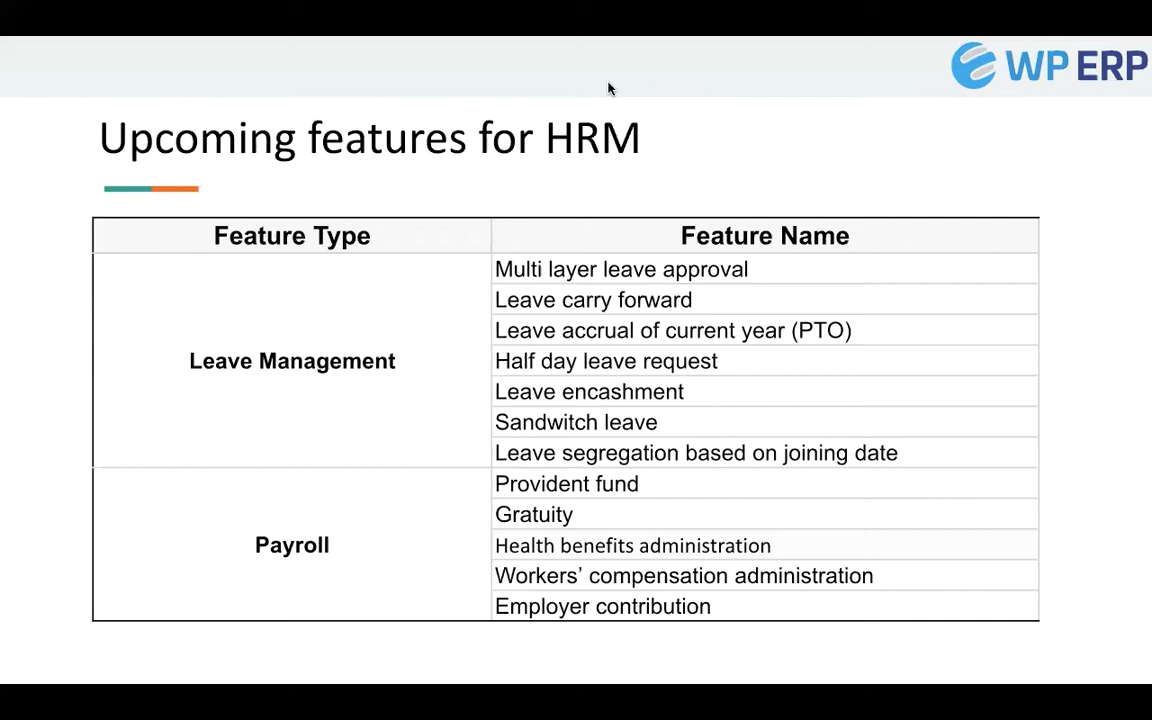 WP ERP
Upcoming features for HRM
Feature Type
Feature Name
Leave Management
Multi layer leave approval
Leave carry forward
Leave accrual of current year (PTO)
Half day leave request
Leave encashment
Sandwitch leave
Leave segregation based on joining date
Payroll
Provident fund
Gratuity
Health benefits administration
Workers’ compensation administration
Employer contribution